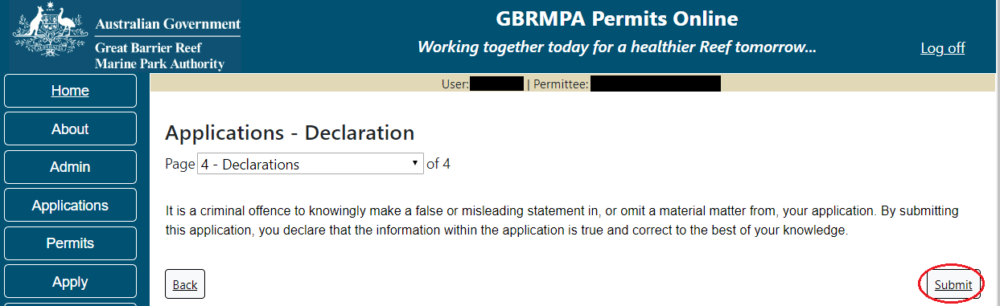 Australian Government
Great Barrier Reef
Marine Park Authority
GBRMPA Permits Online
Working together today for a healthier Reef tomorrow...
Log off
Home
About
Admin
Applications
Permits
Apply
User: | Permittee:
Applications - Declaration
Page 4 - Declarations of 4
It is a criminal offence to knowingly make a false or misleading statement in, or omit a material matter from, your application. By submitting
this application, you declare that the information within the application is true and correct to the best of your knowledge.
Back
Submit